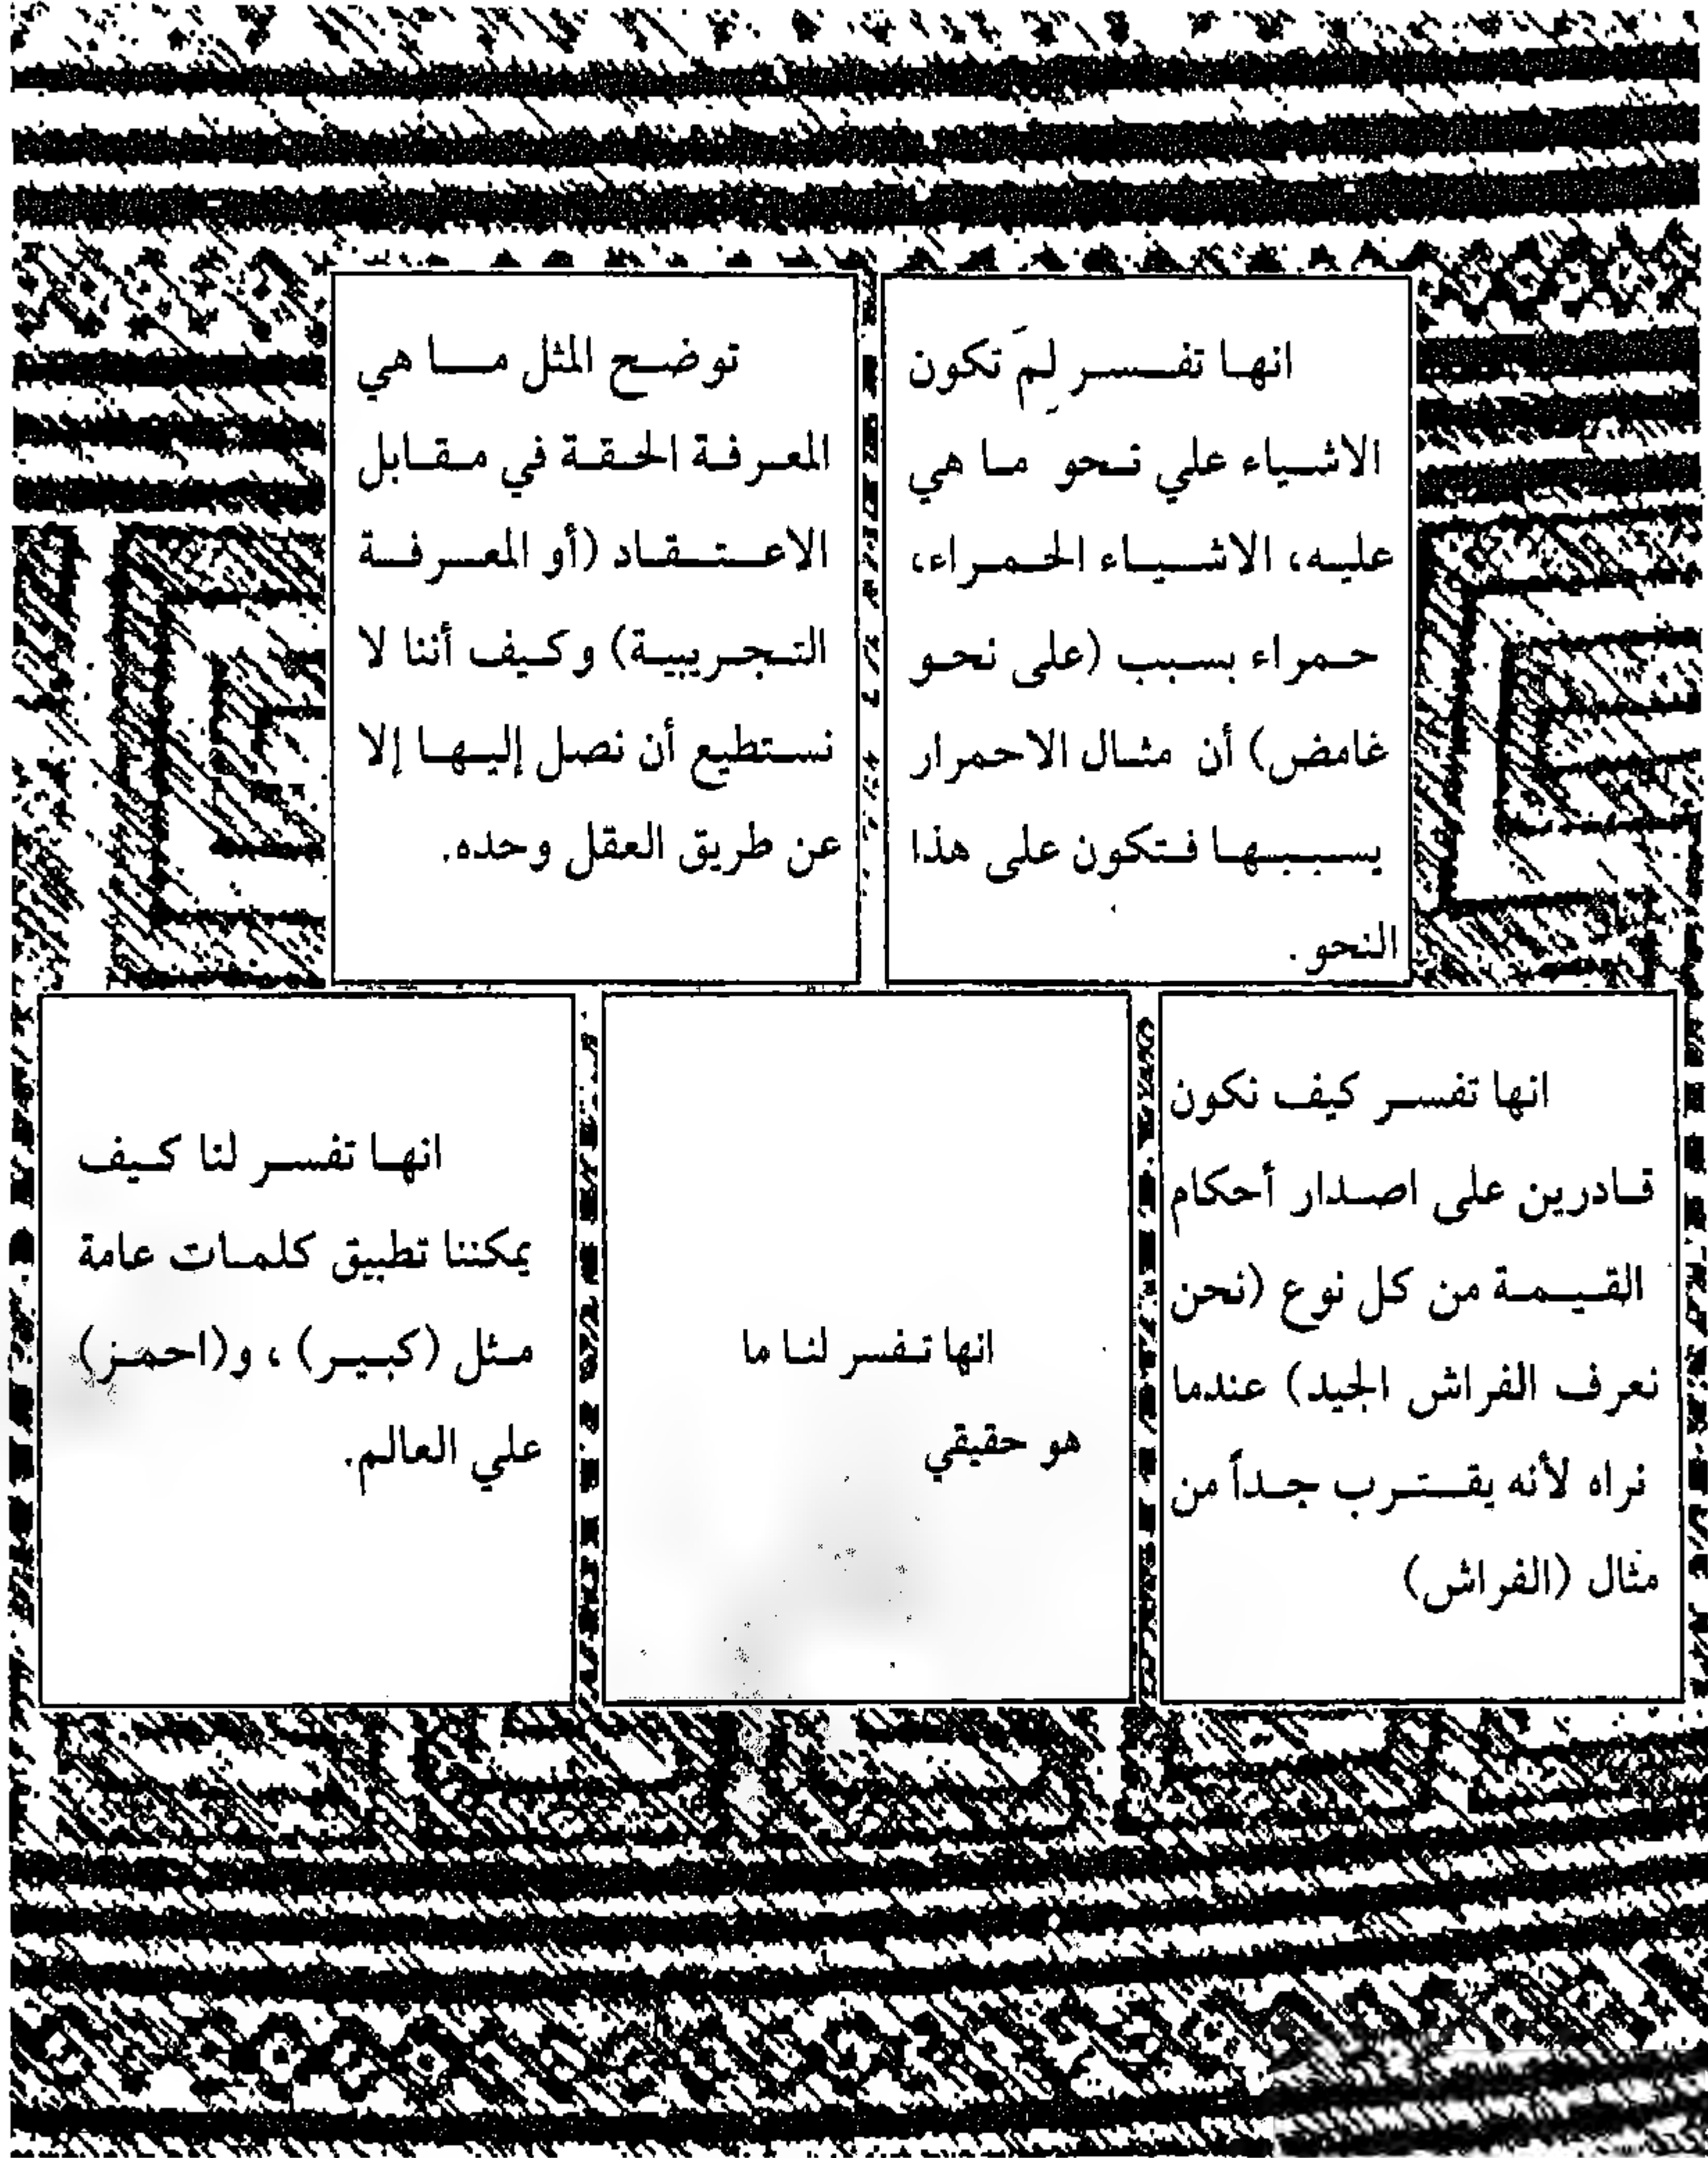 انها تفسر لِمَ تكون
الاشياء علي نحو ما هي
عليه، الاشياء الحمراء،
حمراء بسبب (على نحو
غامض) أن مثال الاحمرار
يسببها فتكون على هذا
النحو.
توضح المثل ما هي
المعرفة الحقة في مقابل
الاعتقاد (أو المعرفة
التجريبية) وكيف أننا لا
نستطيع أن نصل إليها إلا
عن طريق العقل وحده.
انها تفسر كيف نكون
قادرين على اصدار أحكام
القيمة من كل نوع (نحن
نعرف الفراش الجيد) عندما
نراه لأنه يقترب جداً من
مثال (الفراش)
انها تفسر لنا ما
هو حقيقي
انها تفسر لنا كيف
يمكننا تطبيق كلمات عامة
مثل (كبير)، و(احمز)
علي العالم.